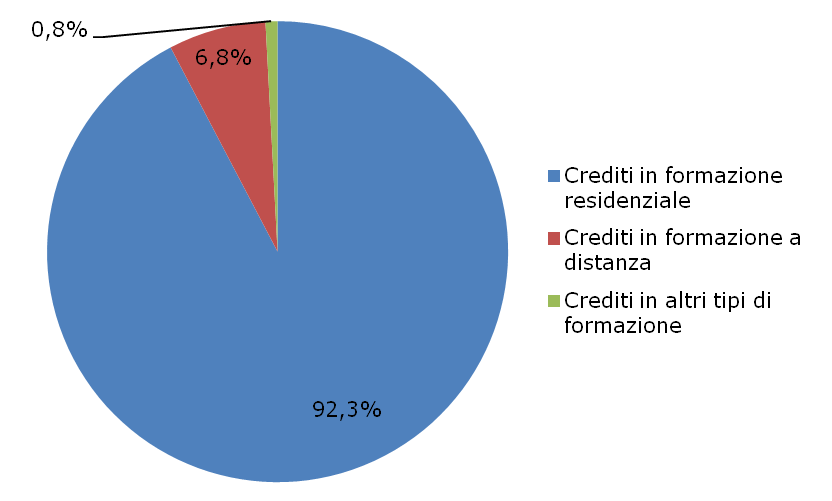 0,8%
6,8%
92,3%
Crediti in formazione
residenziale
Crediti in formazione a
distanza
Crediti in altri tipi di
formazione